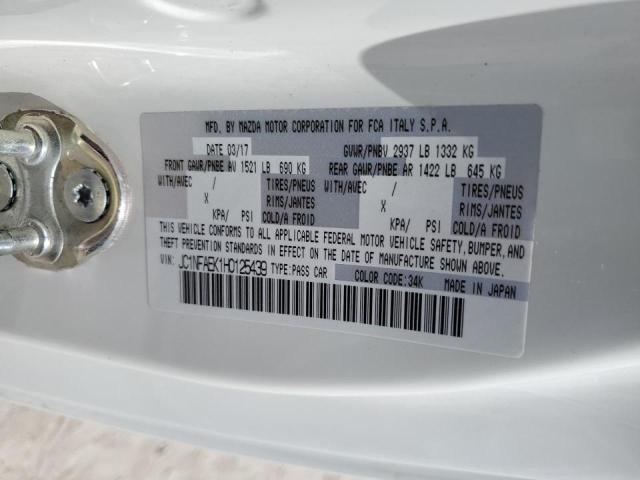 MFD. BY MAZDA MOTOR CORPORATION FOR FCA ITALY S.P.A.
DATE 03/17 GVWR/PNBV 2937 LB 1332 KG
FRONT GAWR/PNBE AV 1521 LB 690 KG REAR GAWR/PNBE AR 1422 LB 645 KG
WITH/AVEC / TIRES/PNEUS WITH/AVEC / TIRES/PNEUS
X RIMS/JANTES X RIMS/JANTES
KPA/ PSI COLD/A FROID KPA/ PSI COLD/A FROID
THIS VEHICLE CONFORMS TO ALL APPLICABLE FEDERAL MOTOR VEHICLE SAFETY, BUMPER, AND
THEFT PREVENTION STANDARDS IN EFFECT ON THE DATE OF MANUFACTURE SHOWN ABOVE.
VIN: JC1NFAEK1H0125439 TYPE:PASS CAR COLOR CODE:34K MADE IN JAPAN